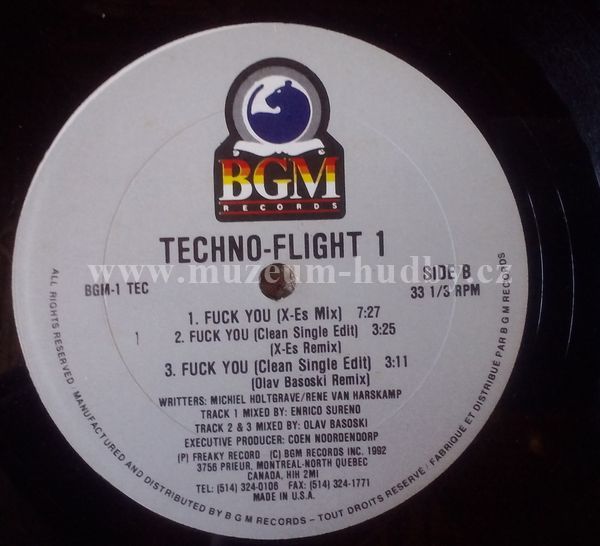 BGM
RECORDS
TECHNO-FLIGHT 1
www.muzeum-hudby.cz
BGM-1 TEC
SIDE B
33 1/3 RPM
1. FUCK YOU (X-Es Mix) 7:27
1
2. FUCK YOU (Clean Single Edit) 3:25
(X-Es Remix)
3. FUCK YOU (Clean Single Edit) 3:11
(Olav Basoski Remix)
WRITTERS: MICHIEL HOLTGRAVE/RENE VAN HARSKAMP
TRACK 1 MIXED BY: ENRICO SURENO
TRACK 2 & 3 MIXED BY: OLAV BASOSKI
EXECUTIVE PRODUCER: COEN NOORDENDORP
(P) FREAKY RECORD (C) BGM RECORDS INC. 1992
3756 PRIEUR, MONTREAL-NORTH QUEBEC
CANADA, HIH 2MI
TEL: (514) 324-0106 FAX: (514) 324-1771
MADE IN U.S.A.
ALL RIGHTS RESERVED / MANUFACTURED AND DISTRIBUTED BY B G M RECORDS – TOUT DROITS RESERVÉ / FABRIQUE ET DISTRIBUÉ PAR B G M RECORDS